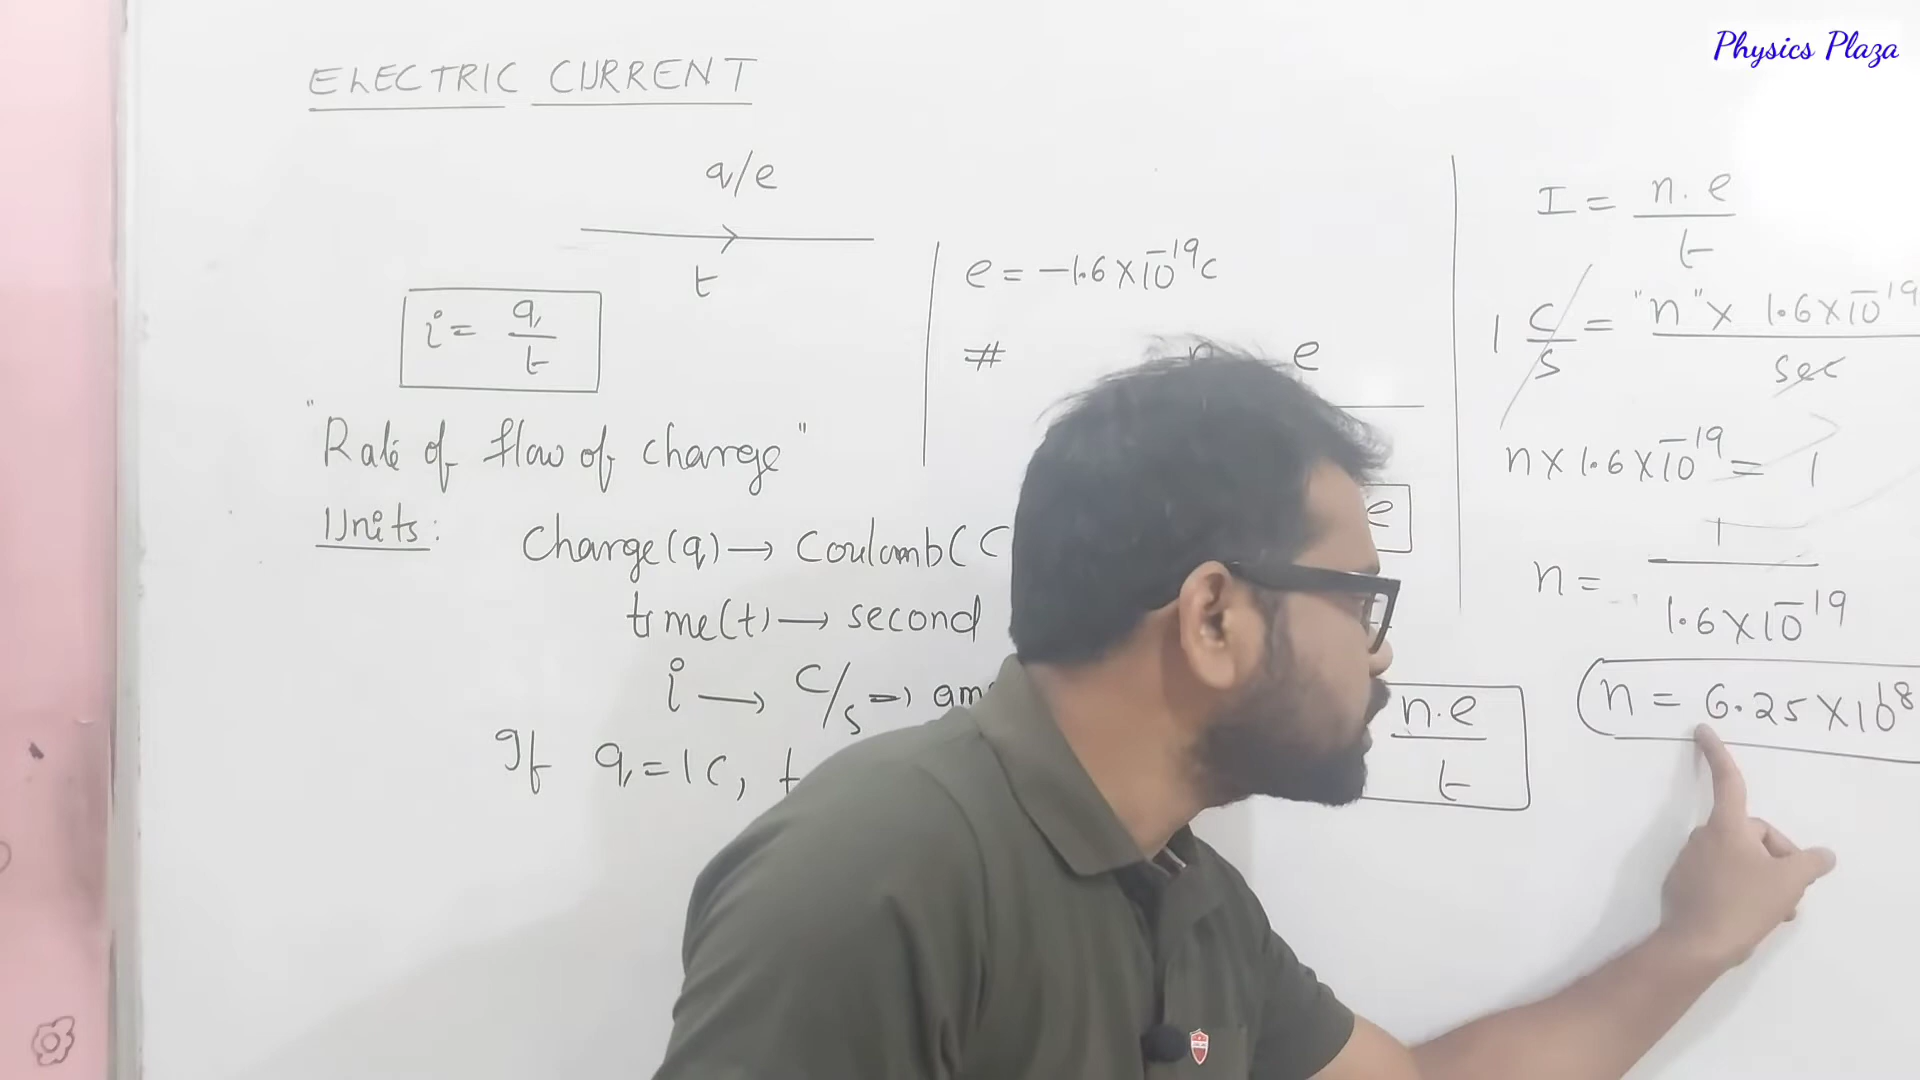 Physics Plaza
ELECTRIC CURRENT
q/e
t
i = q/t
"Rate of flow of charge"
Units: Charge(q) → Coulomb(C
time(t) → second
i → C/s =>
If q = 1C, t
e = -1.6 × 10⁻¹⁹ C
# n e
e
n.e/t
I = n.e/t
1 C/s = "n" × 1.6 × 10⁻¹⁹/sec
n × 1.6 × 10⁻¹⁹ = 1
n = 1/1.6 × 10⁻¹⁹
n = 6.25 × 10¹⁸